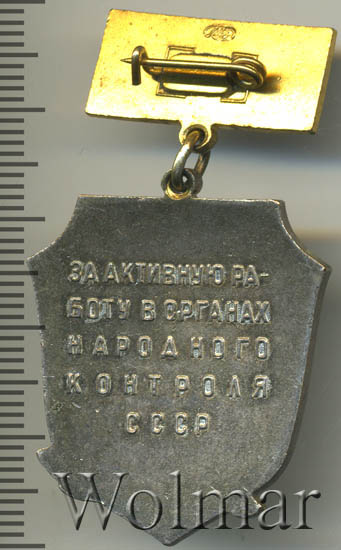 ЗА АКТИВНУЮ РА-
БОТУ В ОРГАНАХ
НАРОДНОГО
КОНТРОЛЯ
СССР
Wolmar